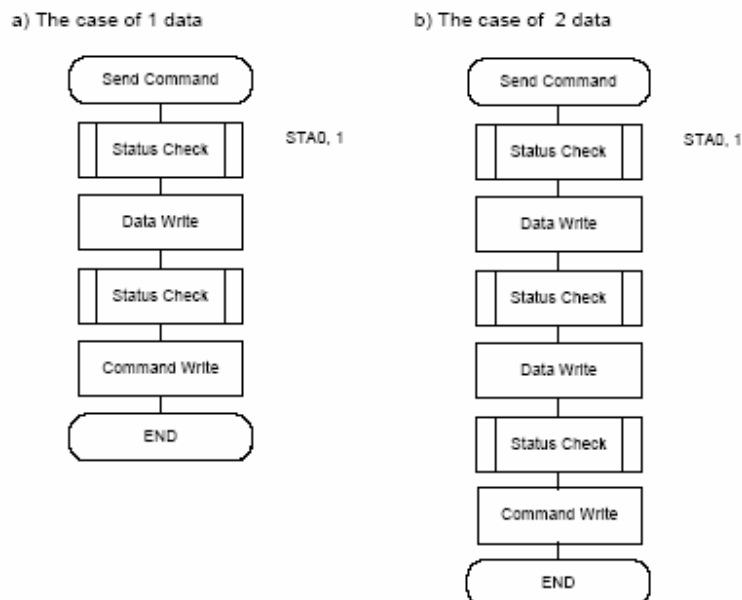 a) The case of 1 data
Send Command
Status Check
STA0, 1
Data Write
Status Check
Command Write
END
b) The case of 2 data
Send Command
Status Check
STA0, 1
Data Write
Status Check
Data Write
Status Check
Command Write
END